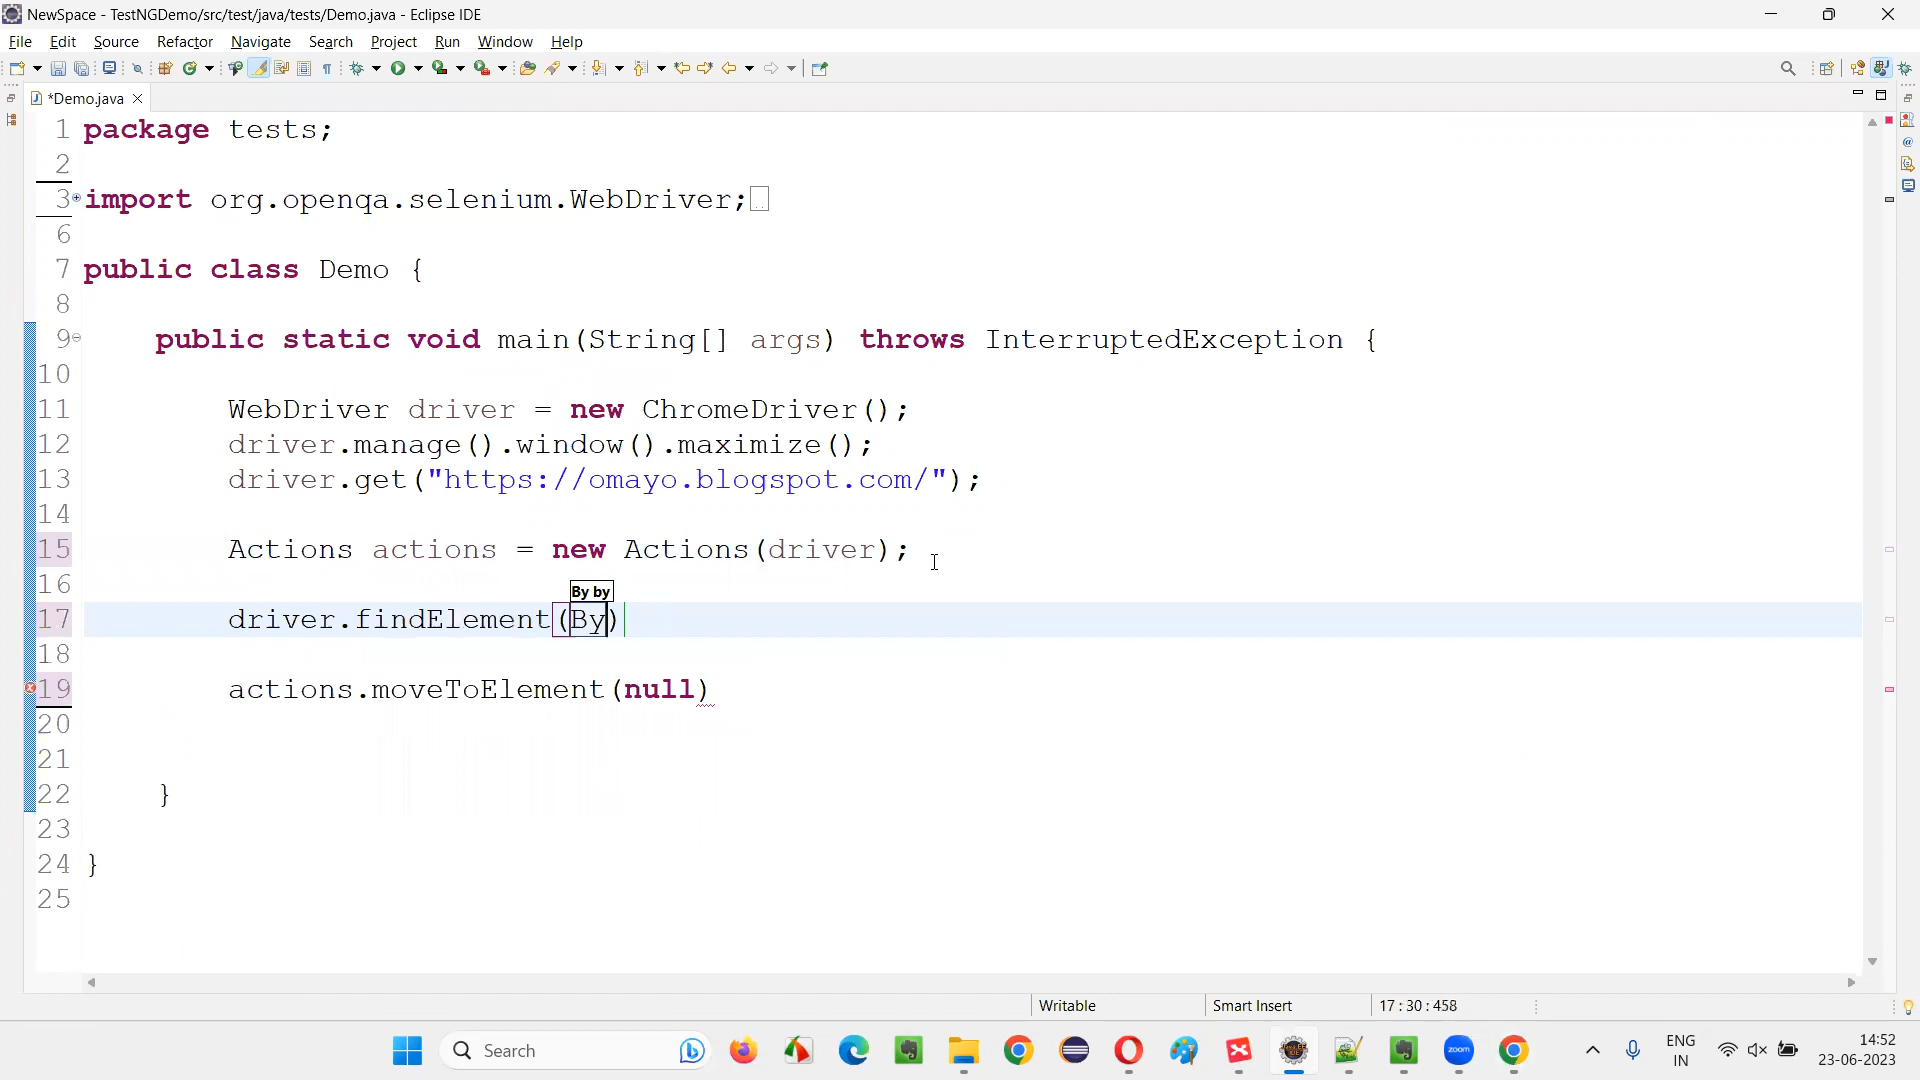 NewSpace - TestNGDemo/src/test/java/tests/Demo.java - Eclipse IDE
File Edit Source Refactor Navigate Search Project Run Window Help
*Demo.java
1 package tests;
2
3 import org.openqa.selenium.WebDriver;
6
7 public class Demo {
8
9 public static void main(String[] args) throws InterruptedException {
10
11 WebDriver driver = new ChromeDriver();
12 driver.manage().window().maximize();
13 driver.get("https://omayo.blogspot.com/");
14
15 Actions actions = new Actions(driver);
16
By by
17 driver.findElement(By)
18
19 actions.moveToElement(null)
20
21
22 }
23
24 }
25
Writable Smart Insert 17 : 30 : 458
Search zoom ENG IN 14:52 23-06-2023